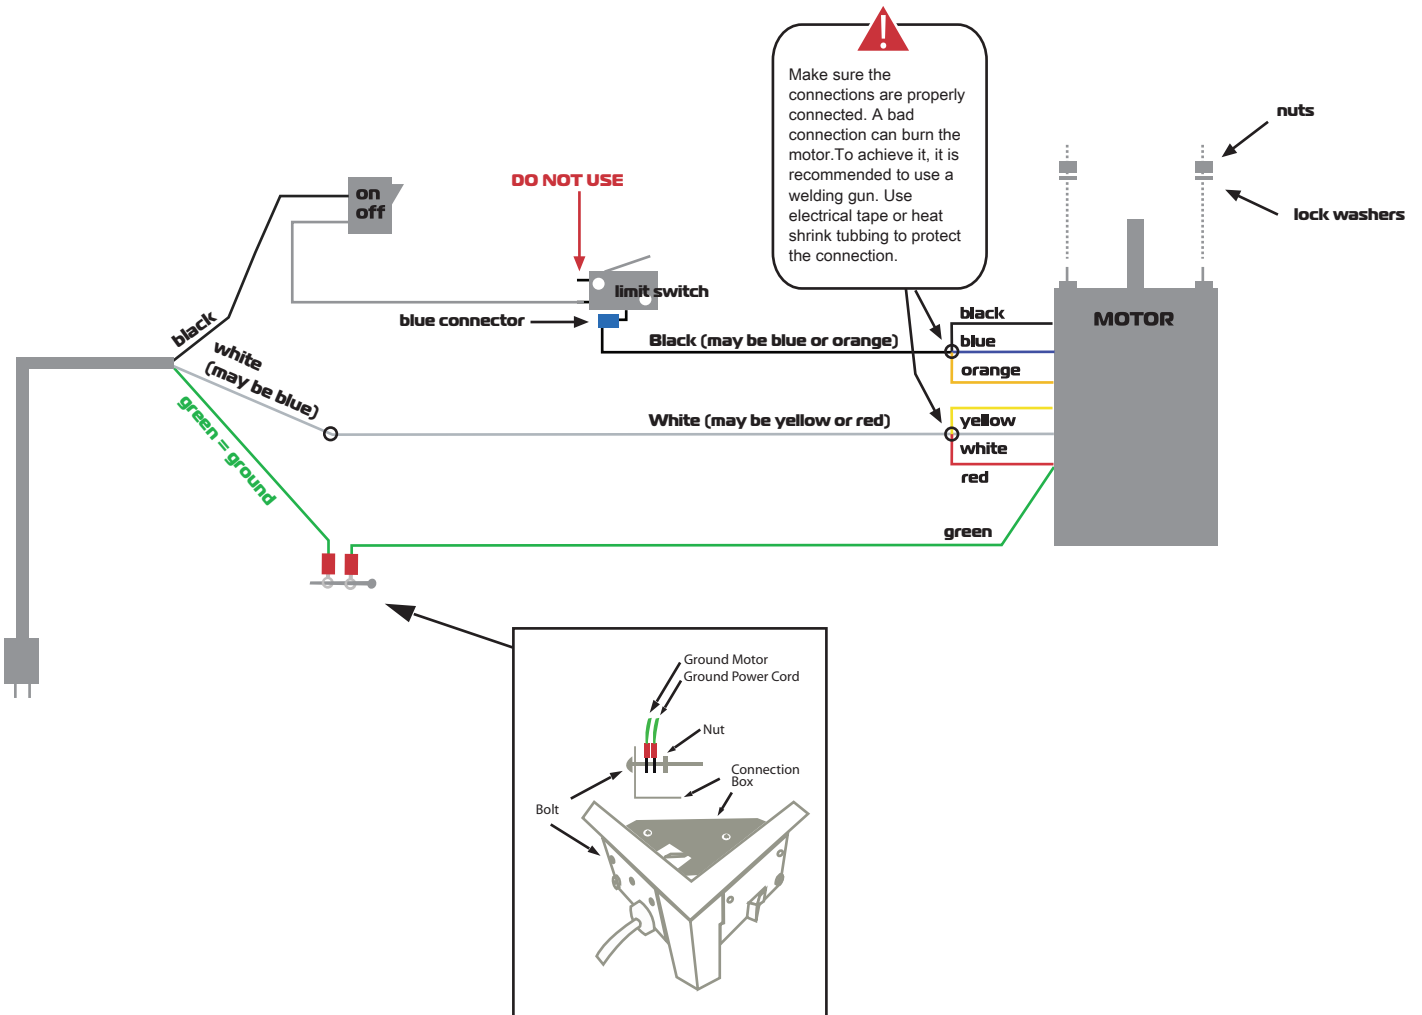 Make sure the
connections are properly
connected. A bad
connection can burn the
motor.To achieve it, it is
recommended to use a
welding gun. Use
electrical tape or heat
shrink tubbing to protect
the connection.
nuts
lock washers
on
off
DO NOT USE
limit switch
blue connector
black
white
(may be blue)
green = ground
Black (may be blue or orange)
White (may be yellow or red)
black
blue
orange
yellow
white
red
green
MOTOR
Ground Motor
Ground Power Cord
Nut
Connection
Box
Bolt